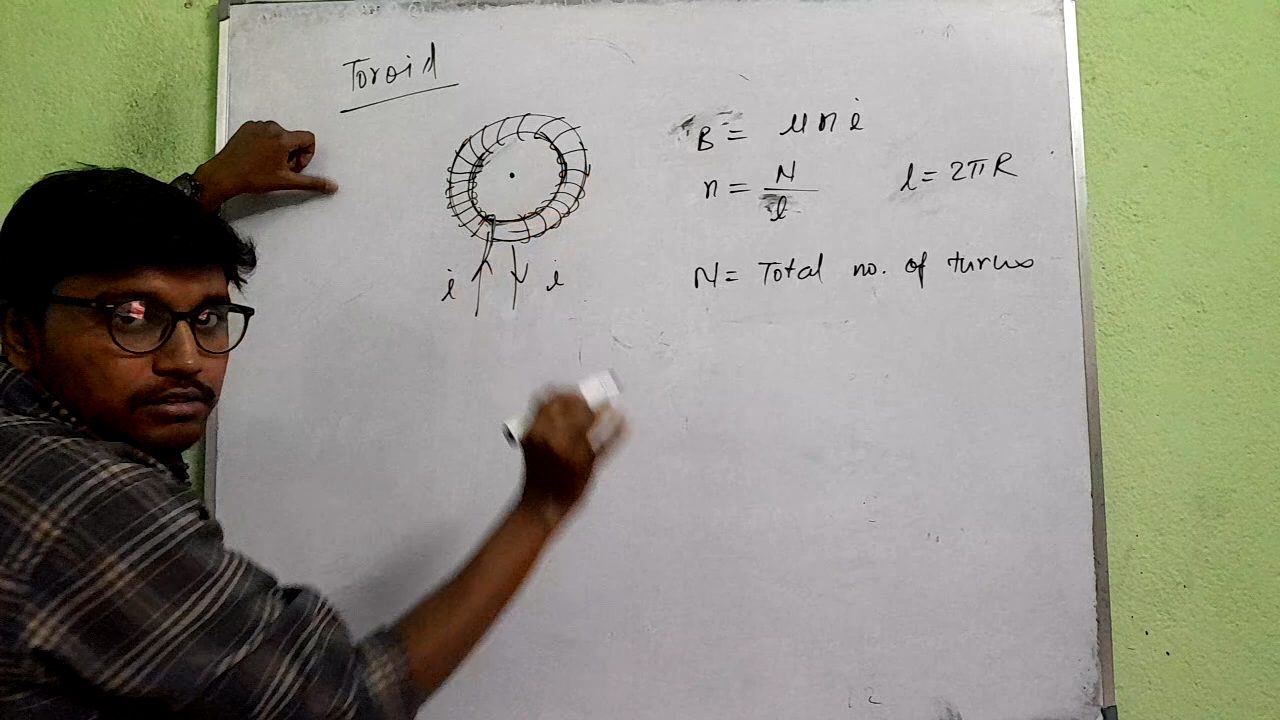 Toroid
B = μ n i
n = N / l    l = 2πR
N = Total no. of turns
i    i